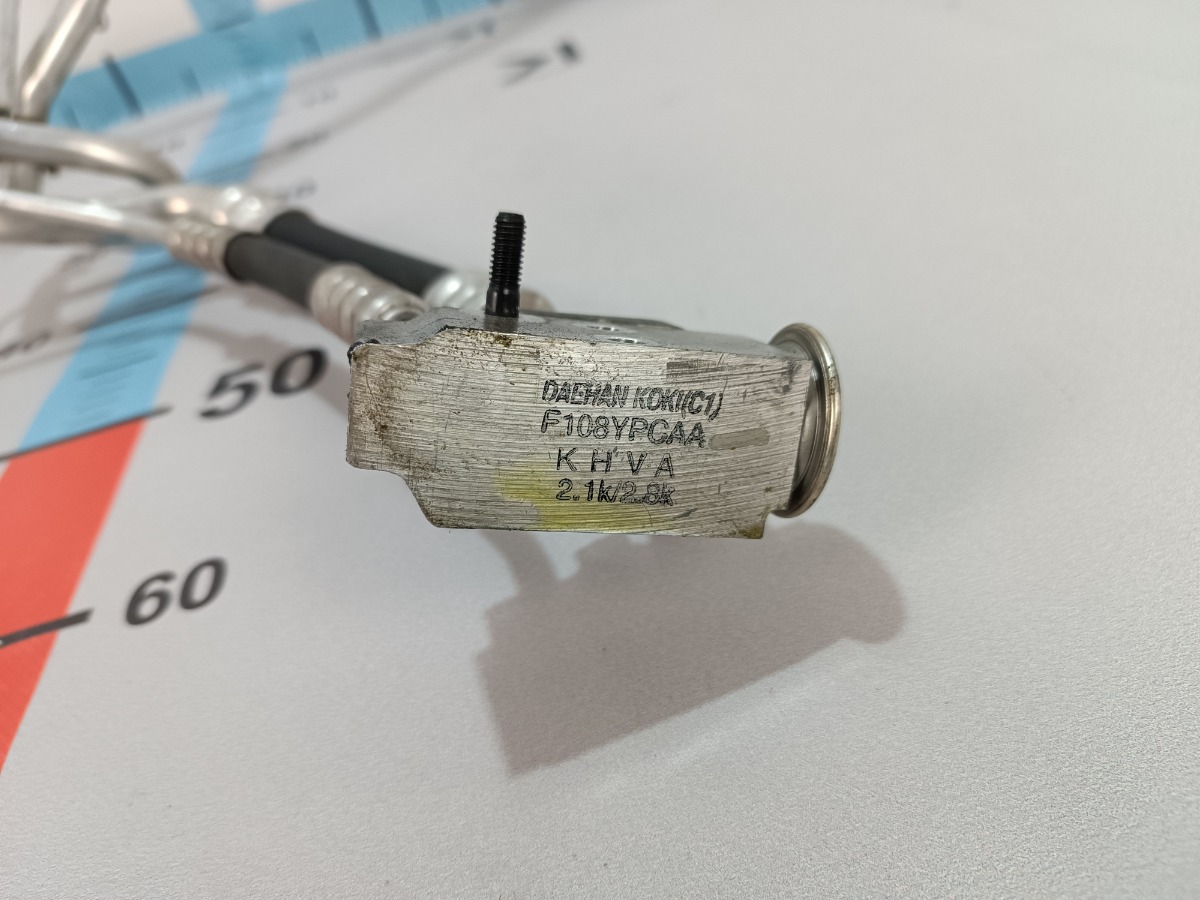 50
DAEHAN KOKI(C1)
F108YPCAA
K H V A
2.1k/2.8k
60